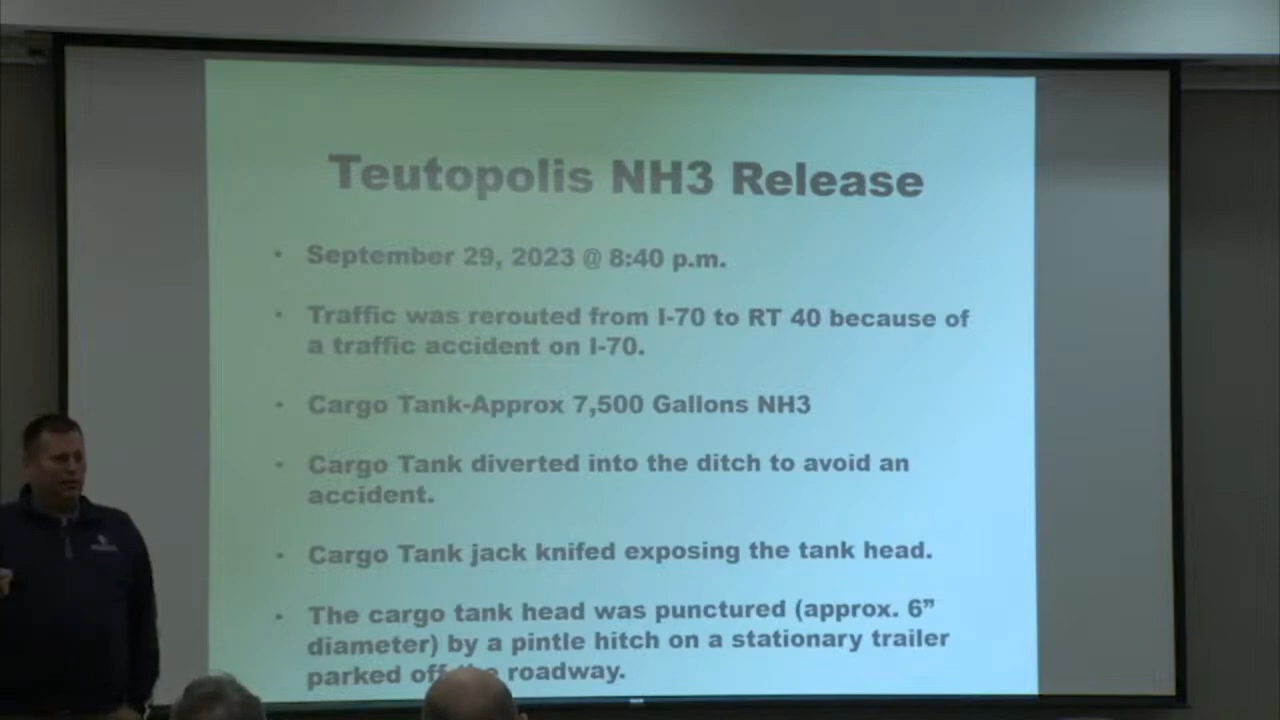 Teutopolis NH3 Release
• September 29, 2023 @ 8:40 p.m.
• Traffic was rerouted from I-70 to RT 40 because of
a traffic accident on I-70.
• Cargo Tank-Approx 7,500 Gallons NH3
• Cargo Tank diverted into the ditch to avoid an
accident.
• Cargo Tank jack knifed exposing the tank head.
• The cargo tank head was punctured (approx. 6”
diameter) by a pintle hitch on a stationary trailer
parked off the roadway.